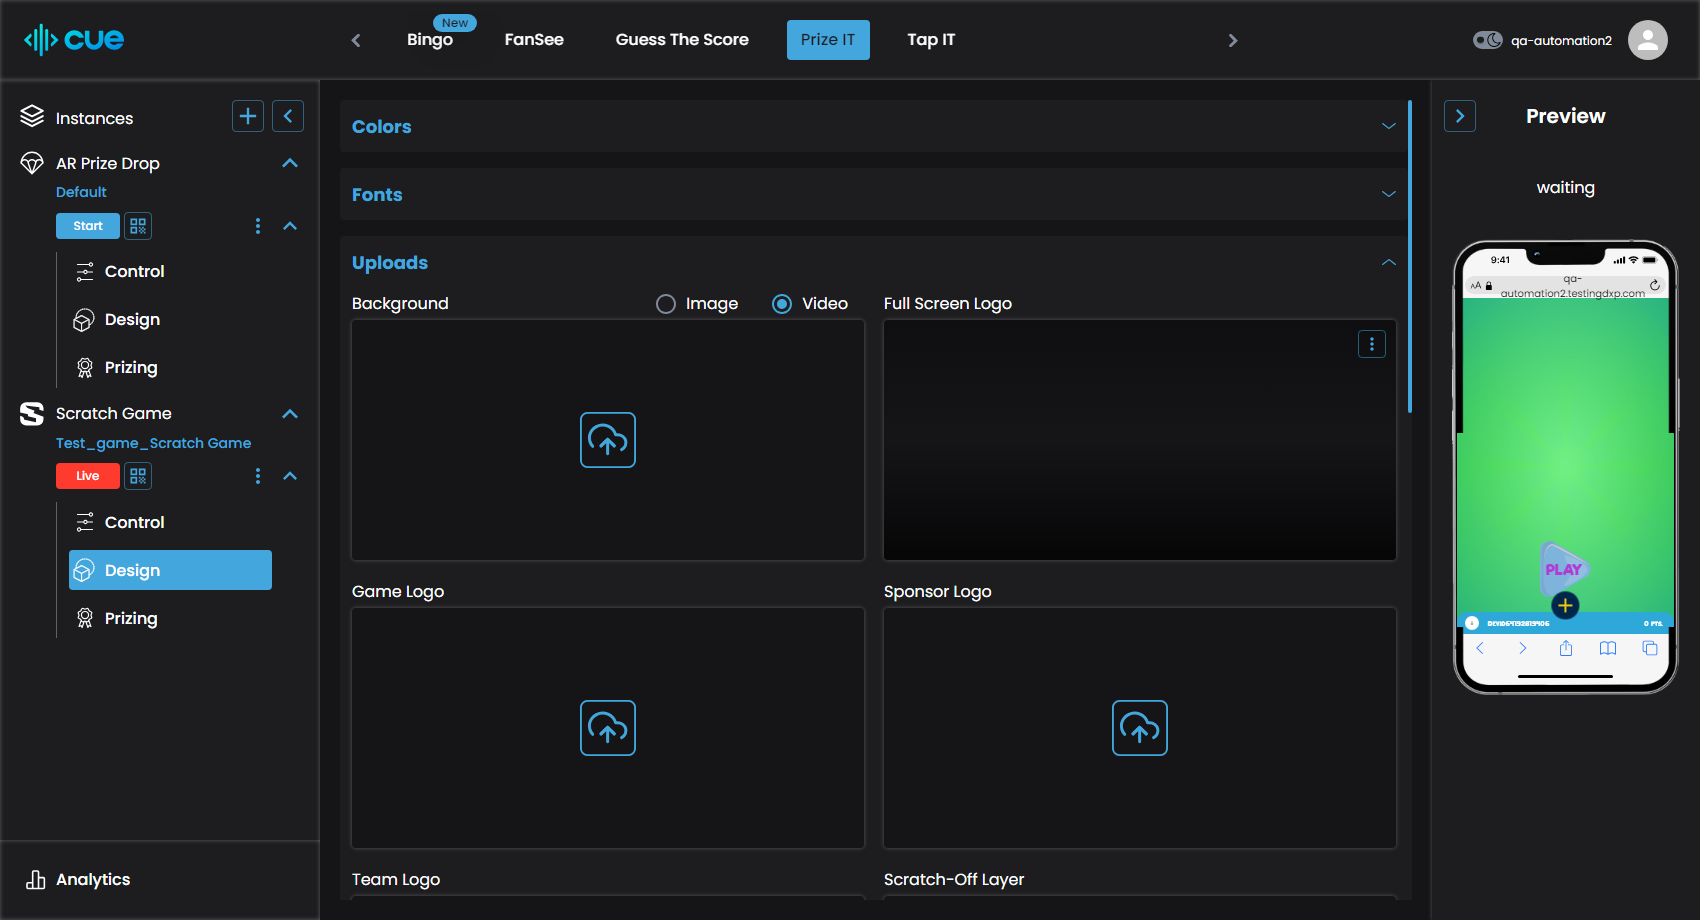 cue
New
Bingo
FanSee
Guess The Score
Prize IT
Tap IT
qa-automation2
Instances
AR Prize Drop
Default
Start
Control
Design
Prizing
Scratch Game
Test_game_Scratch Game
Live
Control
Design
Prizing
Analytics
Colors
Fonts
Uploads
Background
Image
Video
Full Screen Logo
Game Logo
Sponsor Logo
Team Logo
Scratch-Off Layer
Preview
waiting
9:41
AA
qa-
automation2.testingdxp.com
PLAY
0 PTS.